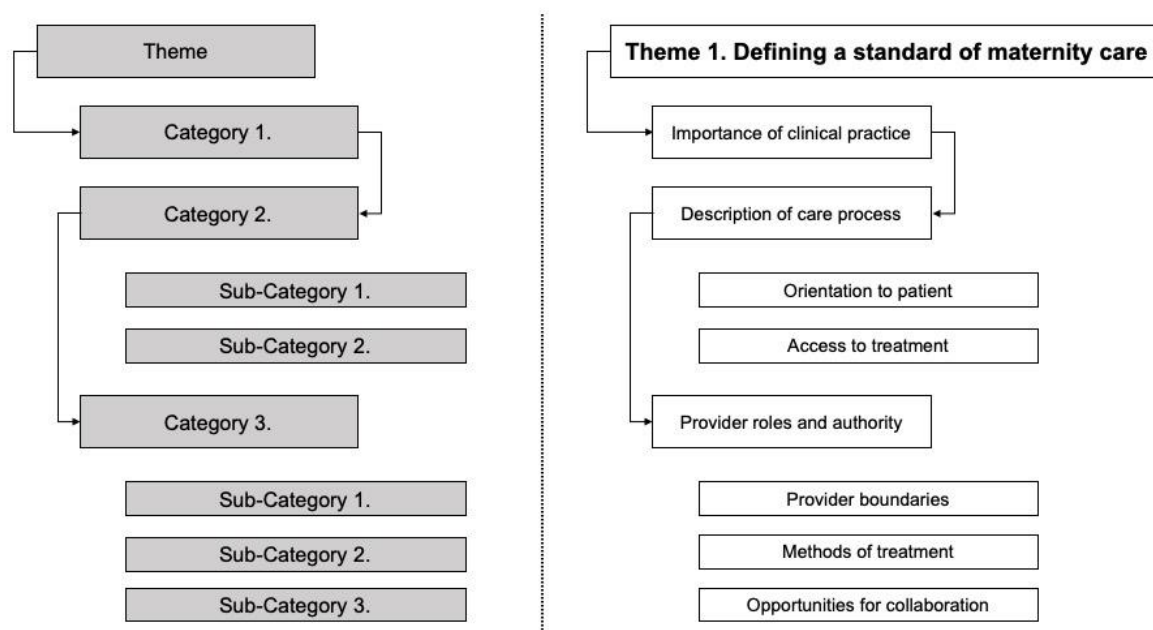 Theme
Category 1.
Category 2.
Sub-Category 1.
Sub-Category 2.
Category 3.
Sub-Category 1.
Sub-Category 2.
Sub-Category 3.
Theme 1. Defining a standard of maternity care
Importance of clinical practice
Description of care process
Orientation to patient
Access to treatment
Provider roles and authority
Provider boundaries
Methods of treatment
Opportunities for collaboration